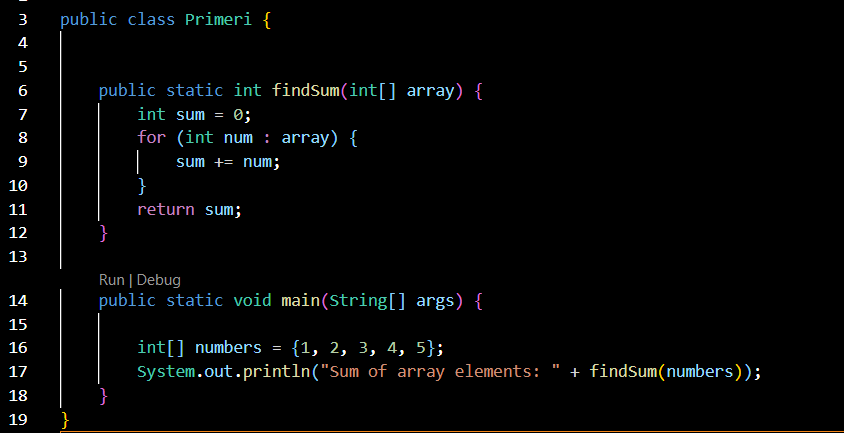 3 public class Primeri {
4
5
6 public static int findSum(int[] array) {
7 int sum = 0;
8 for (int num : array) {
9 sum += num;
10 }
11 return sum;
12 }
13
Run | Debug
14 public static void main(String[] args) {
15
16 int[] numbers = {1, 2, 3, 4, 5};
17 System.out.println("Sum of array elements: " + findSum(numbers));
18 }
19 }